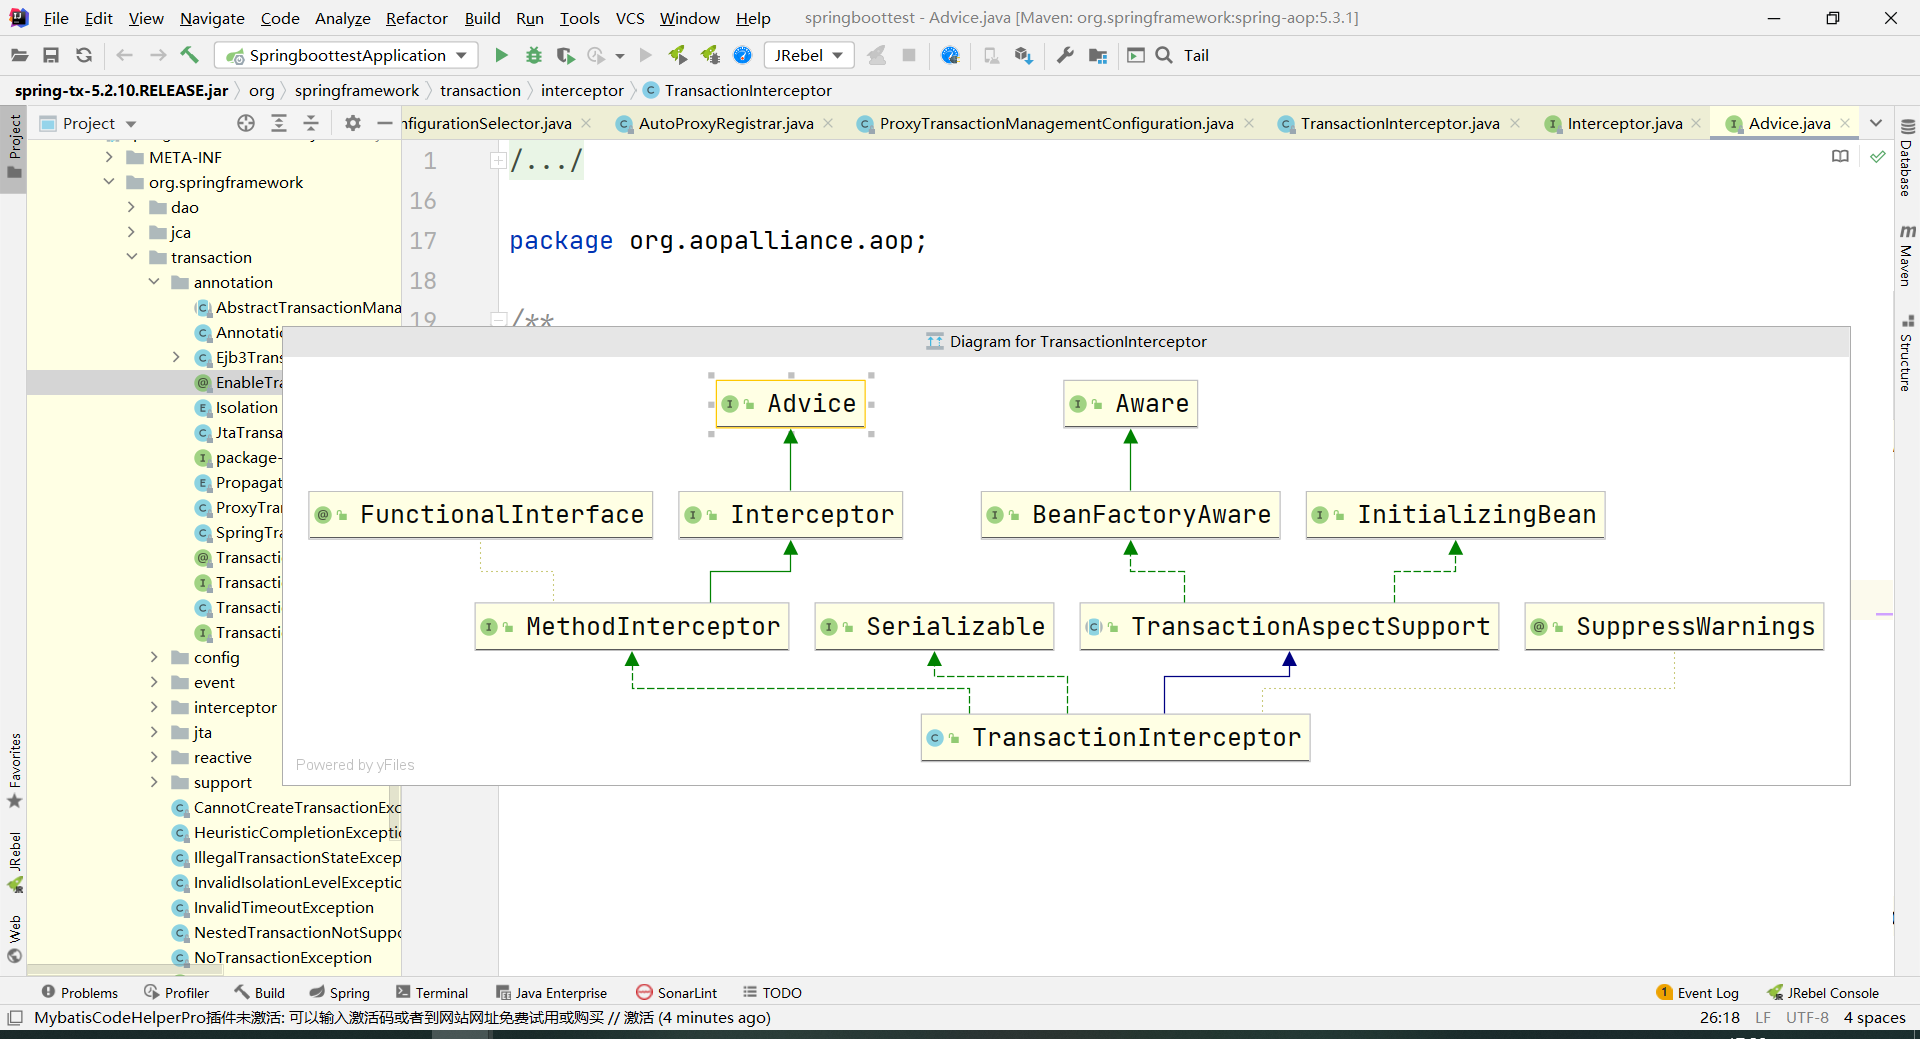 File Edit View Navigate Code Analyze Refactor Build Run Tools VCS Window Help springboottest - Advice.java [Maven: org.springframework:spring-aop:5.3.1]
SpringboottestApplication JRebel Tail
spring-tx-5.2.10.RELEASE.jar org springframework transaction interceptor TransactionInterceptor
Project
Project
nfigurationSelector.java AutoProxyRegistrar.java ProxyTransactionManagementConfiguration.java TransactionInterceptor.java Interceptor.java Advice.java
META-INF
org.springframework
dao
jca
transaction
annotation
AbstractTransactionMana
Annotati
Ejb3Trans
EnableTra
Isolation
JtaTransa
package-
Propagat
ProxyTran
SpringTra
Transacti
Transacti
Transacti
Transacti
config
event
interceptor
jta
reactive
support
CannotCreateTransactionExc
HeuristicCompletionExceptic
IllegalTransactionStateExcep
InvalidIsolationLevelExceptic
InvalidTimeoutException
NestedTransactionNotSuppo
NoTransactionException
1 /.../
16
17 package org.aopalliance.aop;
18
19 /**
Diagram for TransactionInterceptor
Advice Aware
FunctionalInterface Interceptor BeanFactoryAware InitializingBean
MethodInterceptor Serializable TransactionAspectSupport SuppressWarnings
TransactionInterceptor
Powered by yFiles
Database
Maven
Structure
Favorites
JRebel
Web
Problems Profiler Build Spring Terminal Java Enterprise SonarLint TODO 1 Event Log JRebel Console
MybatisCodeHelperPro插件未激活: 可以输入激活码或者到网站网址免费试用或购买 // 激活 (4 minutes ago) 26:18 LF UTF-8 4 spaces